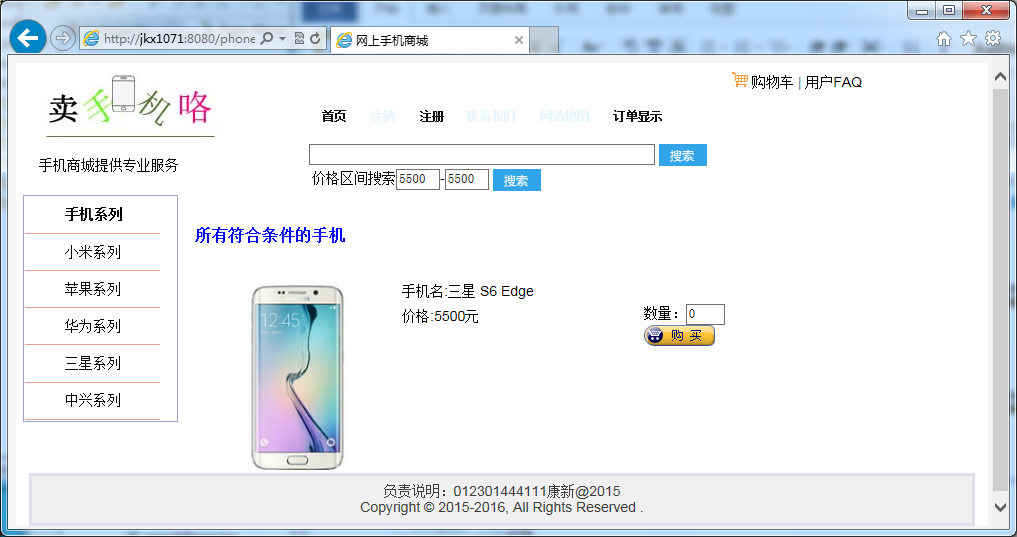 http://jkx1071:8080/phone
网上手机商城
卖手机咯
手机商城提供专业服务
购物车 | 用户FAQ
首页 注销 注册 联系我们 网站地图 订单显示
搜索
价格区间搜索 5500 - 5500 搜索
手机系列
小米系列
苹果系列
华为系列
三星系列
中兴系列
所有符合条件的手机
12:45
手机名:三星 S6 Edge
价格:5500元
数量：0
购 买
负责说明：012301444111康新@2015
Copyright © 2015-2016, All Rights Reserved .